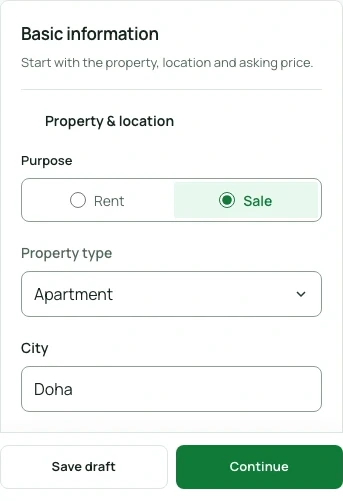 Basic information
Start with the property, location and asking price.
Property & location
Purpose
Rent
Sale
Property type
Apartment
City
Doha
Save draft
Continue